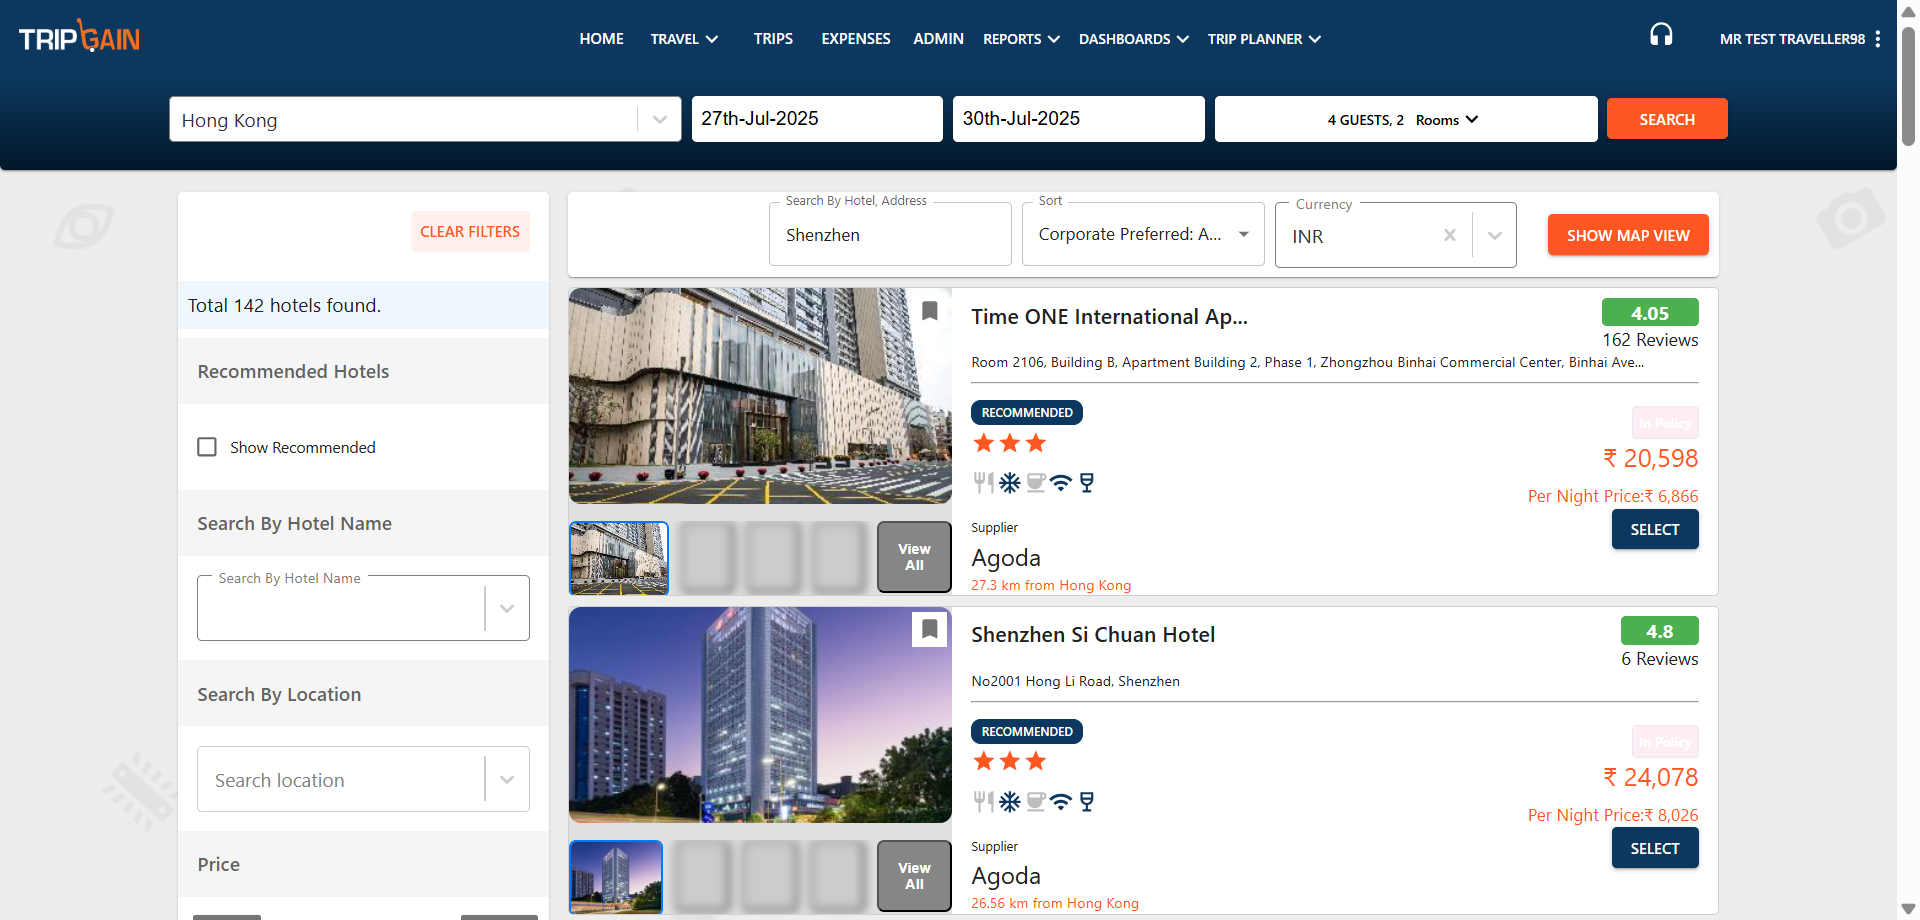 TRIPGAIN
HOME TRAVEL TRIPS EXPENSES ADMIN REPORTS DASHBOARDS TRIP PLANNER
MR TEST TRAVELLER98
Hong Kong
27th-Jul-2025
30th-Jul-2025
4 GUESTS, 2 Rooms
SEARCH
CLEAR FILTERS
Total 142 hotels found.
Recommended Hotels
Show Recommended
Search By Hotel Name
Search By Hotel Name
Search By Location
Search location
Price
Search By Hotel, Address
Shenzhen
Sort
Corporate Preferred: A...
Currency
INR
SHOW MAP VIEW
Time ONE International Ap...
4.05
162 Reviews
Room 2106, Building B, Apartment Building 2, Phase 1, Zhongzhou Binhai Commercial Center, Binhai Ave...
RECOMMENDED
In Policy
₹ 20,598
Per Night Price:₹ 6,866
SELECT
Supplier
Agoda
27.3 km from Hong Kong
View
All
Shenzhen Si Chuan Hotel
4.8
6 Reviews
No2001 Hong Li Road, Shenzhen
RECOMMENDED
In Policy
₹ 24,078
Per Night Price:₹ 8,026
SELECT
Supplier
Agoda
26.56 km from Hong Kong
View
All